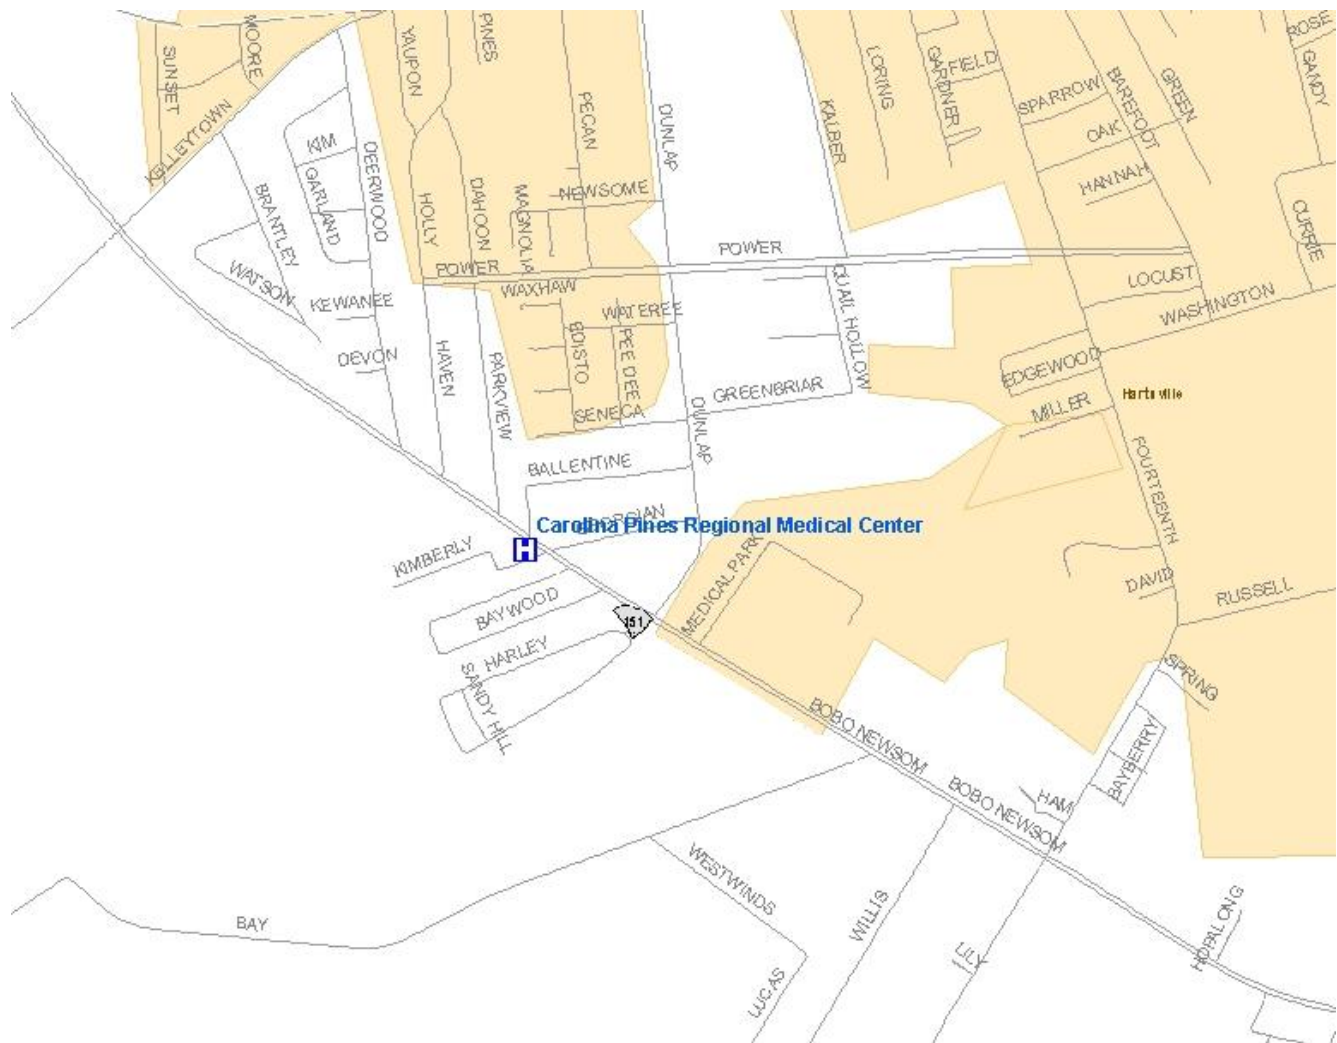 PINES
MOORE
YAUPON
SUNSET
ROSE
LORING
GARDNER
FIELD
BAREFOOT
GREEN
GANDY
KELLEYTOWN
PECAN
DUNLAP
KALBER
SPARROW
OAK
KIM
DEERWOOD
HANNAH
BRANTLEY
GARLAND
HOLLY
DAHOON
MAGNOLIA
NEWSOME
CURRIE
POWER
POWER
WATSON
KEWANEE
WAXHAW
QUAIL HOLLOW
LOCUST
WASHINGTON
WATEREE
DEVON
HAVEN
PARKVIEW
EDISTO
PEE DEE
EDGEWOOD
GREENBRIAR
Hartsville
SENECA
DUNLAP
MILLER
BALLENTINE
FOURTEENTH
GEORGIAN
Carolina Pines Regional Medical Center
H
KIMBERLY
MEDICAL PARK
DAVID
RUSSELL
BAYWOOD
151
HARLEY
SANDY HILL
SPRING
BOBO NEWSOM
BAYBERRY
BOBO NEWSOM
HAM
WESTWINDS
WILLIS
BAY
HOPALONG
LILY
LUCAS